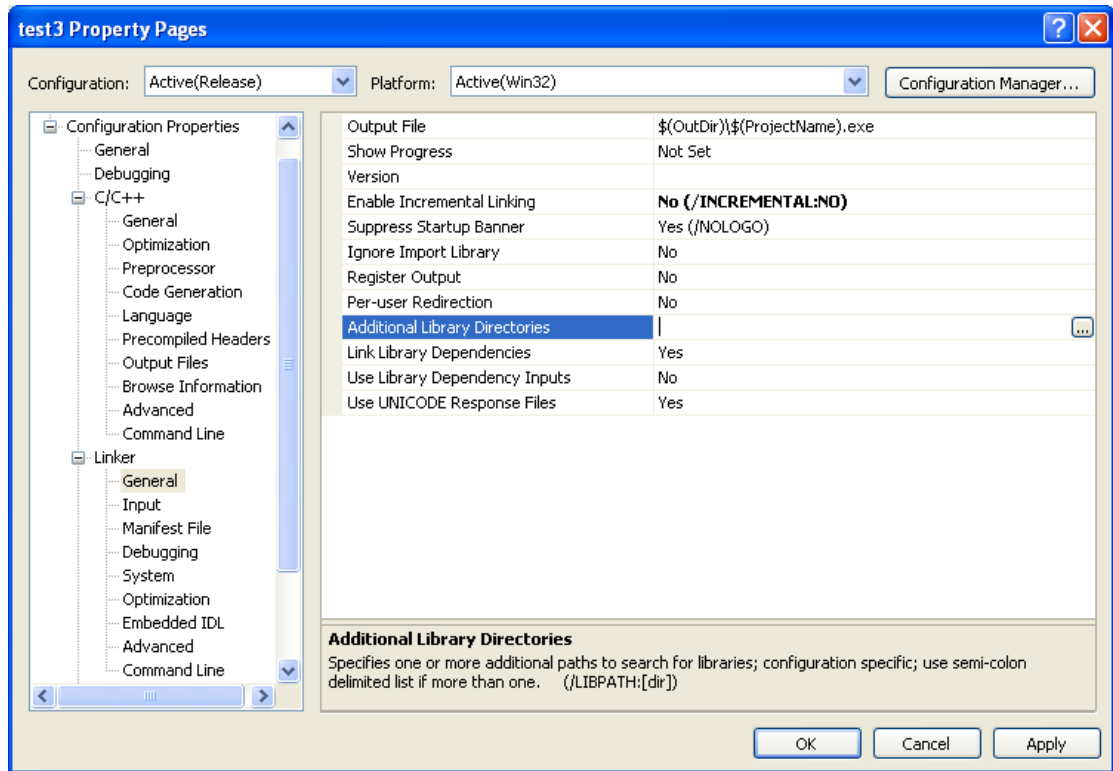 test3 Property Pages
Configuration: Active(Release) Platform: Active(Win32) Configuration Manager...
Configuration Properties
General
Debugging
C/C++
General
Optimization
Preprocessor
Code Generation
Language
Precompiled Headers
Output Files
Browse Information
Advanced
Command Line
Linker
General
Input
Manifest File
Debugging
System
Optimization
Embedded IDL
Advanced
Command Line
Output File $(OutDir)\$(ProjectName).exe
Show Progress Not Set
Version
Enable Incremental Linking No (/INCREMENTAL:NO)
Suppress Startup Banner Yes (/NOLOGO)
Ignore Import Library No
Register Output No
Per-user Redirection No
Additional Library Directories ...
Link Library Dependencies Yes
Use Library Dependency Inputs No
Use UNICODE Response Files Yes
Additional Library Directories
Specifies one or more additional paths to search for libraries; configuration specific; use semi-colon
delimited list if more than one. (/LIBPATH:[dir])
OK Cancel Apply